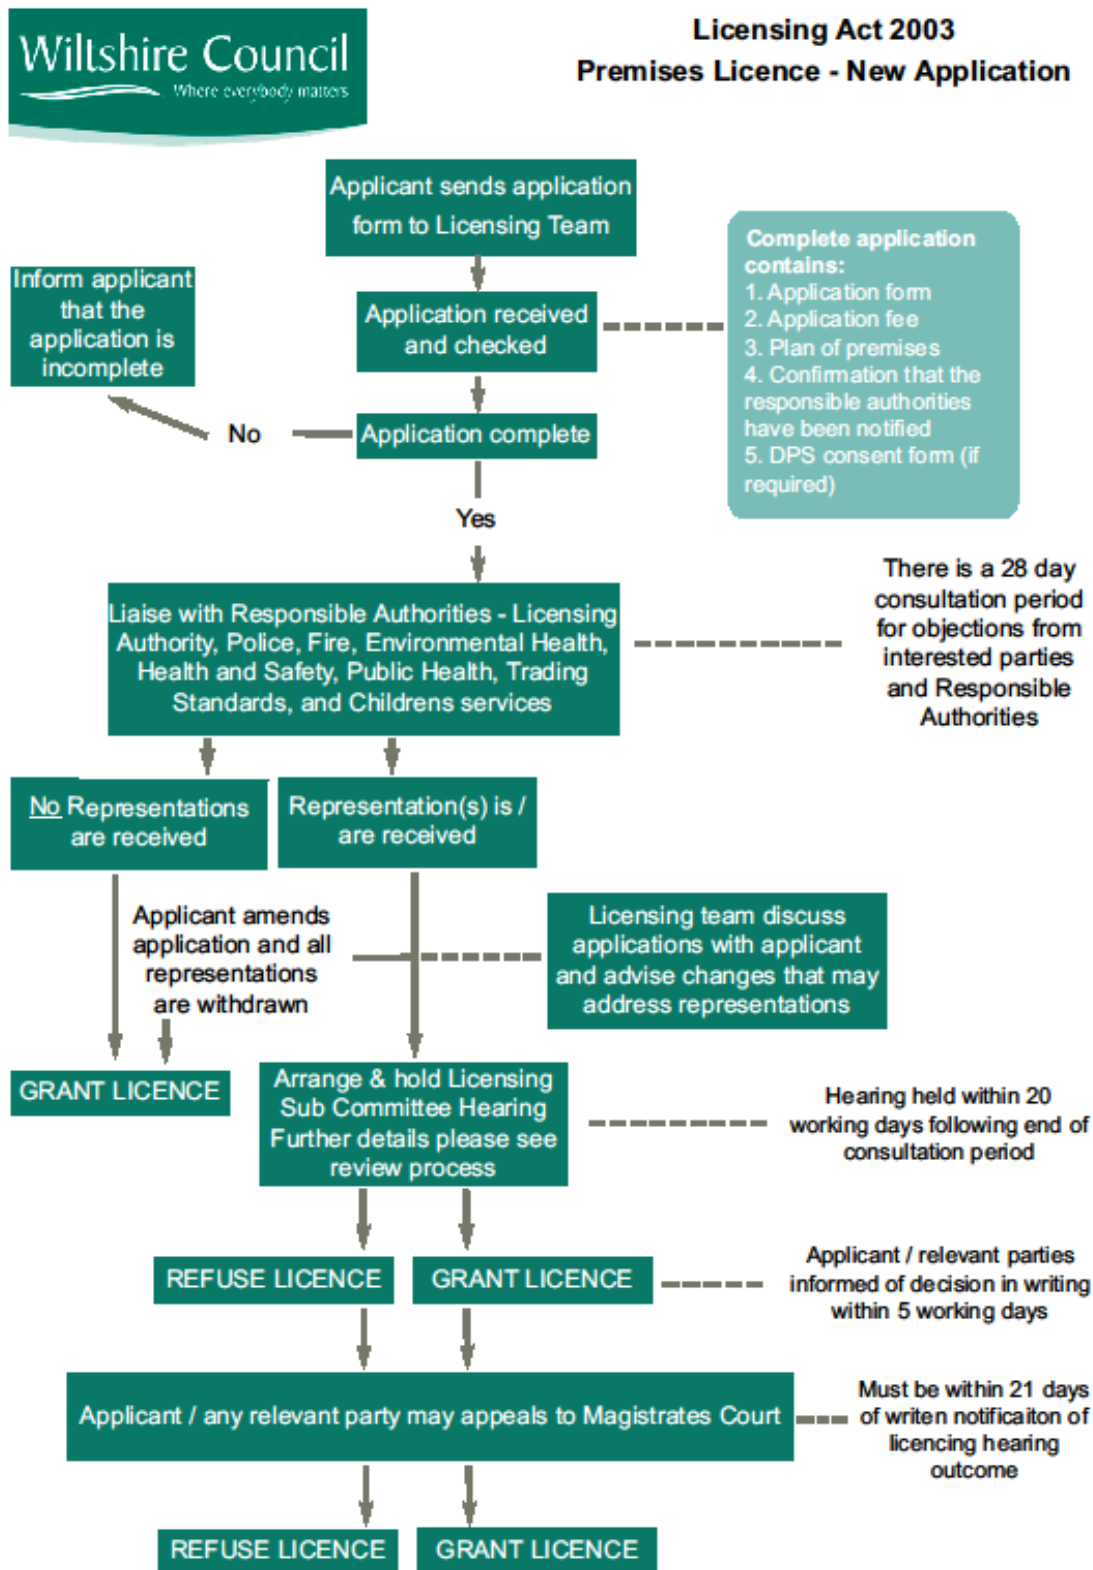 Wiltshire Council
Where everybody matters
Licensing Act 2003
Premises Licence - New Application
Applicant sends application
form to Licensing Team
Complete application
contains:
1. Application form
2. Application fee
3. Plan of premises
4. Confirmation that the
responsible authorities
have been notified
5. DPS consent form (if
required)
Inform applicant
that the
application is
incomplete
Application received
and checked
No
Application complete
Yes
There is a 28 day
consultation period
for objections from
interested parties
and Responsible
Authorities
Liaise with Responsible Authorities - Licensing
Authority, Police, Fire, Environmental Health,
Health and Safety, Public Health, Trading
Standards, and Childrens services
No Representations
are received
Representation(s) is /
are received
Applicant amends
application and all
representations
are withdrawn
Licensing team discuss
applications with applicant
and advise changes that may
address representations
GRANT LICENCE
Arrange & hold Licensing
Sub Committee Hearing
Further details please see
review process
Hearing held within 20
working days following end of
consultation period
REFUSE LICENCE
GRANT LICENCE
Applicant / relevant parties
informed of decision in writing
within 5 working days
Applicant / any relevant party may appeals to Magistrates Court
Must be within 21 days
of writen notificaiton of
licencing hearing
outcome
REFUSE LICENCE
GRANT LICENCE